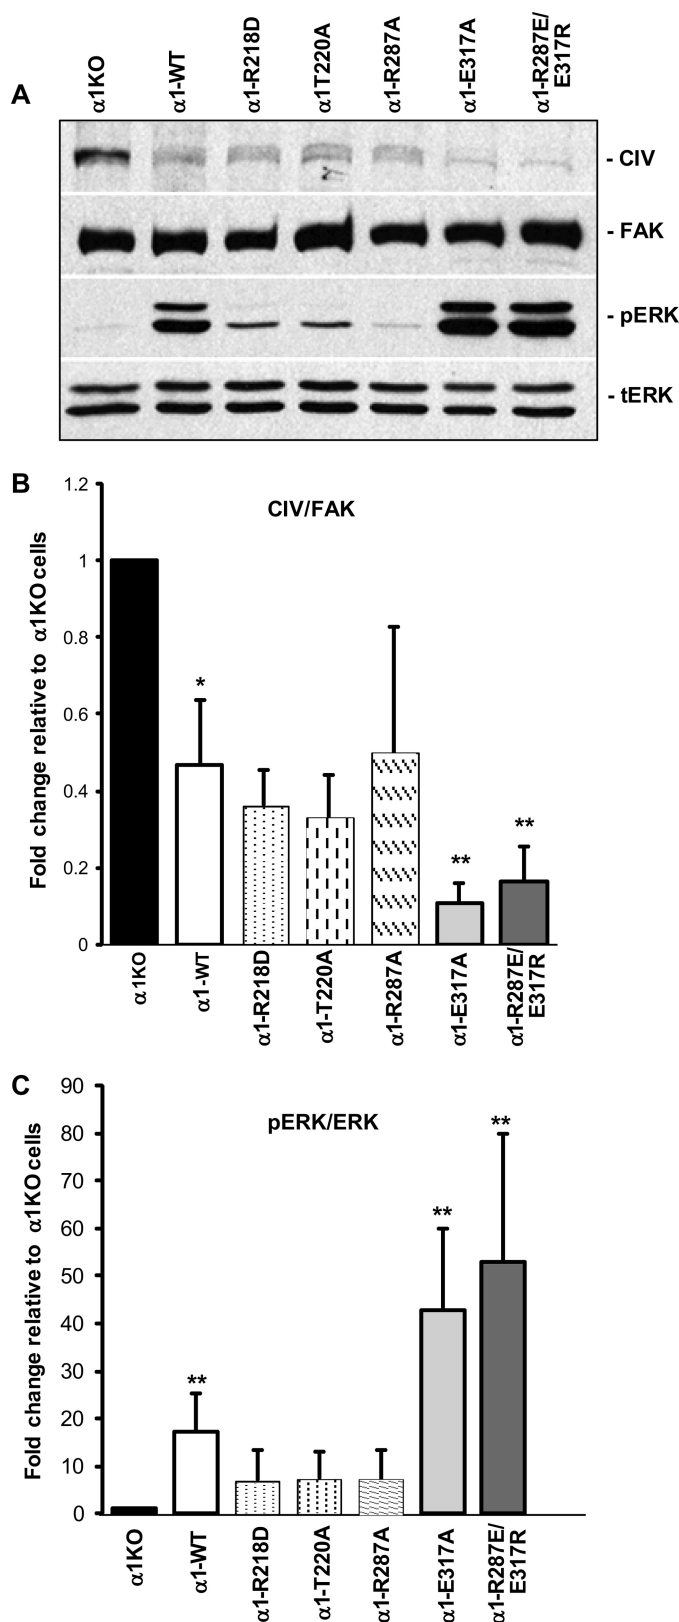 α1KO
α1-WT
α1-R218D
α1T220A
α1-R287A
α1-E317A
α1-R287E/
E317R
A
- CIV
- FAK
- pERK
- tERK
B
CIV/FAK
Fold change relative to α1KO cells
1.2
1
0.8
0.6
0.4
0.2
0
*
**
**
α1KO
α1-WT
α1-R218D
α1-T220A
α1-R287A
α1-E317A
α1-R287E/
E317R
C
pERK/ERK
Fold change relative to α1KO cells
90
80
70
60
50
40
30
20
10
0
**
**
**
α1KO
α1-WT
α1-R218D
α1-T220A
α1-R287A
α1-E317A
α1-R287E/
E317R